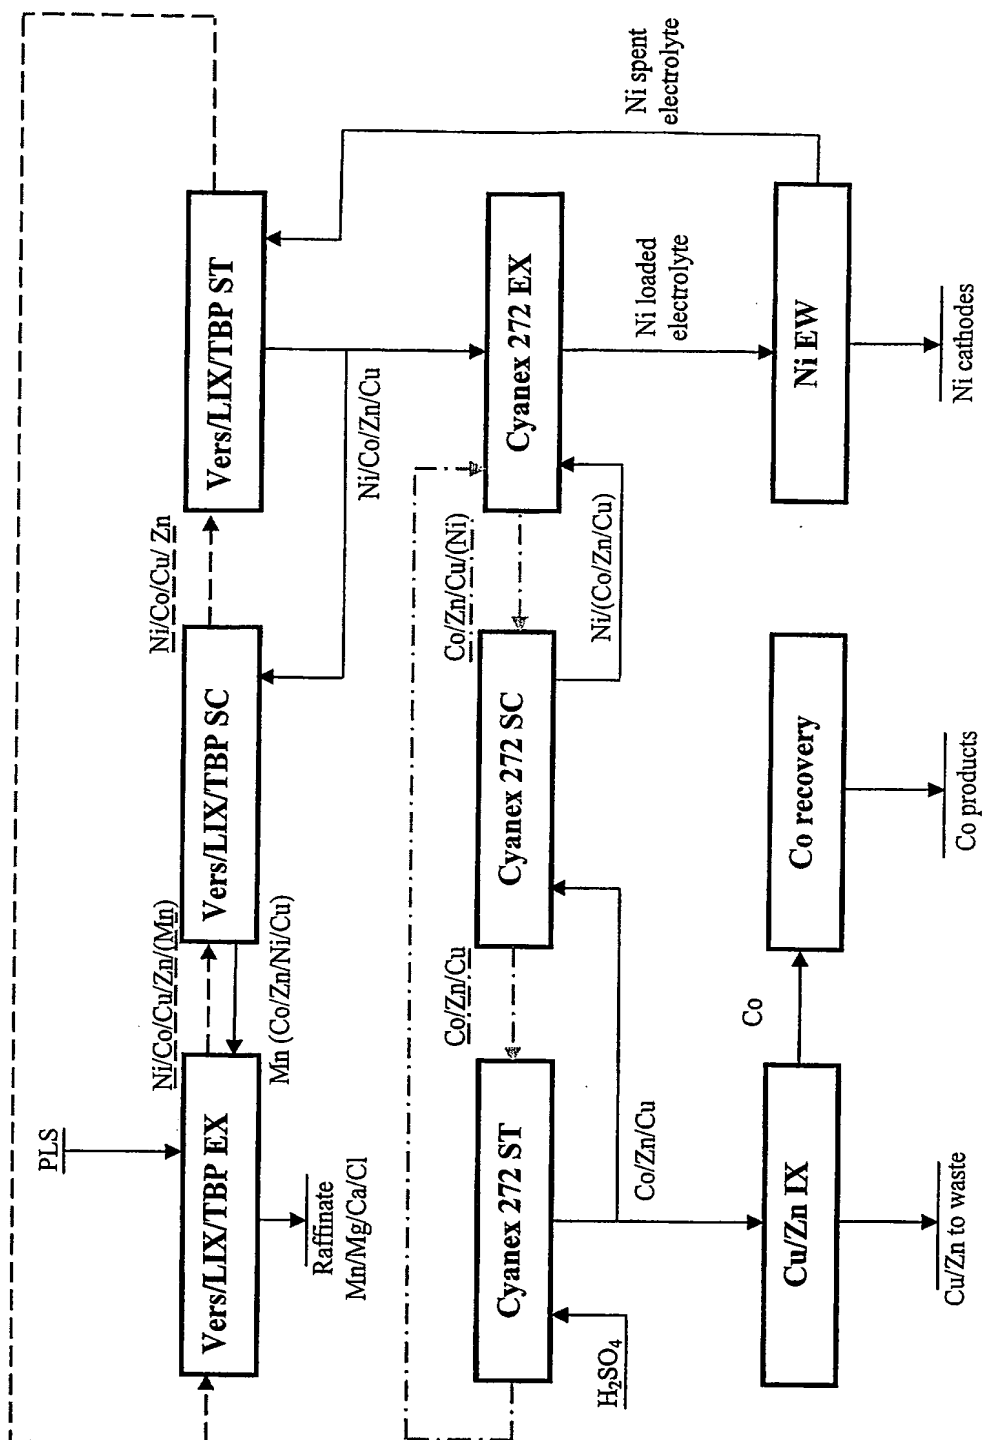 PLS
Vers/LIX/TBP EX
Ni/Co/Cu/Zn/(Mn)
Mn (Co/Zn/Ni/Cu)
Vers/LIX/TBP SC
Ni/Co/Cu/ Zn
Vers/LIX/TBP ST
Raffinate
Mn/Mg/Ca/Cl
Ni/Co/Zn/Cu
Ni spent
electrolyte
Cyanex 272 ST
Co/Zn/Cu
Cyanex 272 SC
Co/Zn/Cu/(Ni)
Cyanex 272 EX
H₂SO₄
Co/Zn/Cu
Ni/(Co/Zn/Cu)
Ni loaded
electrolyte
Cu/Zn IX
Co
Co recovery
Ni EW
Cu/Zn to waste
Co products
Ni cathodes